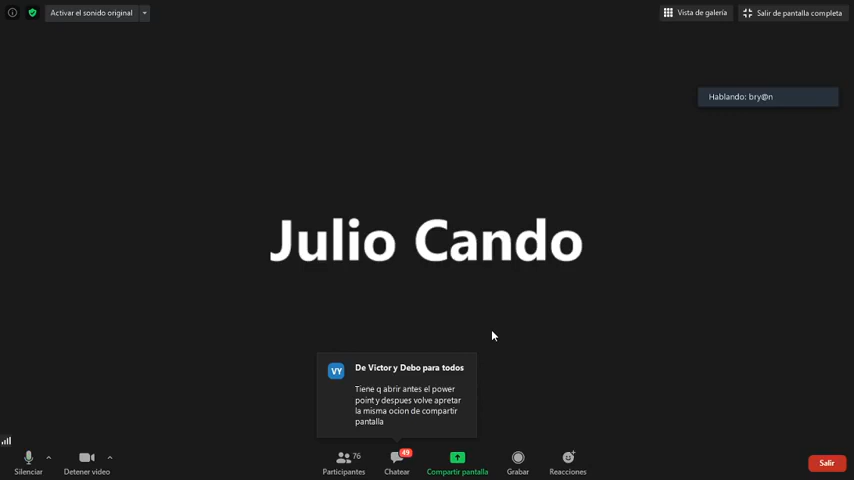 Activar el sonido original
Vista de galería
Salir de pantalla completa
Hablando: bry@n
Julio Cando
VY
De Victor y Debo para todos
Tiene q abrir antes el power
point y despues volve apretar
la misma ocion de compartir
pantalla
Silenciar
Detener video
76
Participantes
49
Chatear
Compartir pantalla
Grabar
Reacciones
Salir